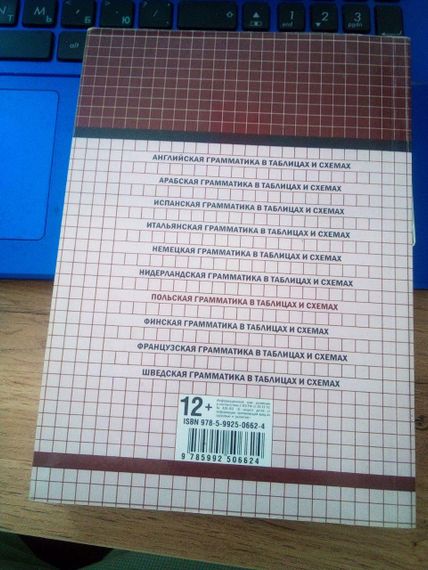 АНГЛИЙСКАЯ ГРАММАТИКА В ТАБЛИЦАХ И СХЕМАХ
АРАБСКАЯ ГРАММАТИКА В ТАБЛИЦАХ И СХЕМАХ
ИСПАНСКАЯ ГРАММАТИКА В ТАБЛИЦАХ И СХЕМАХ
ИТАЛЬЯНСКАЯ ГРАММАТИКА В ТАБЛИЦАХ И СХЕМАХ
НЕМЕЦКАЯ ГРАММАТИКА В ТАБЛИЦАХ И СХЕМАХ
НИДЕРЛАНДСКАЯ ГРАММАТИКА В ТАБЛИЦАХ И СХЕМАХ
ПОЛЬСКАЯ ГРАММАТИКА В ТАБЛИЦАХ И СХЕМАХ
ФИНСКАЯ ГРАММАТИКА В ТАБЛИЦАХ И СХЕМАХ
ФРАНЦУЗСКАЯ ГРАММАТИКА В ТАБЛИЦАХ И СХЕМАХ
ШВЕДСКАЯ ГРАММАТИКА В ТАБЛИЦАХ И СХЕМАХ
12+
ISBN 978-5-9925-0662-4
9 785992 506624